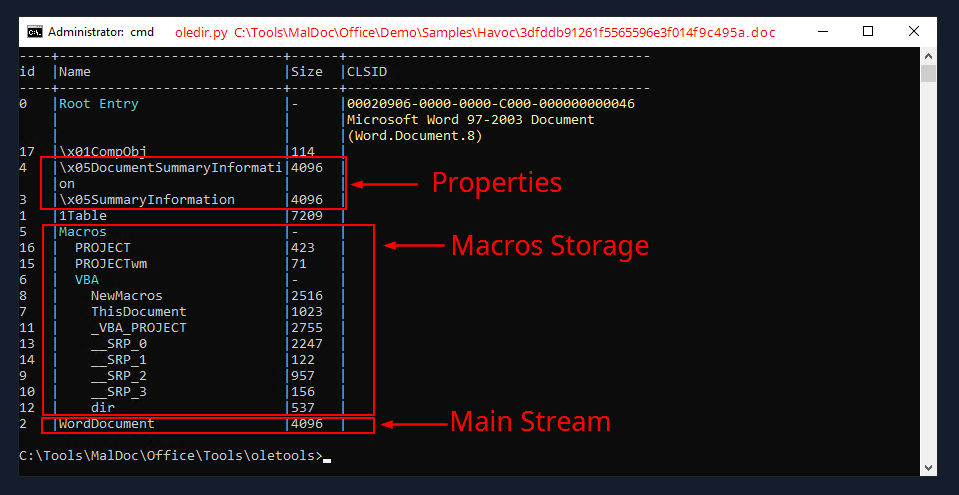 Administrator: cmd oledir.py C:\Tools\MalDoc\Office\Demo\Samples\Havoc\3dfddb91261f5565596e3f014f9c495a.doc
----+----------------------------+------+--------------------------------------
id |Name |Size |CLSID
----+----------------------------+------+--------------------------------------
0 |Root Entry |- |00020906-0000-0000-C000-000000000046
| | |Microsoft Word 97-2003 Document
| | |(Word.Document.8)
17 |\x01CompObj |114 |
4 |\x05DocumentSummaryInformati|4096 |
|on | |
Properties
3 |\x05SummaryInformation |4096 |
1 |1Table |7209 |
5 |Macros |- |
16 | PROJECT |423 |
Macros Storage
15 | PROJECTwm |71 |
6 | VBA |- |
8 | NewMacros |2516 |
7 | ThisDocument |1023 |
11 | _VBA_PROJECT |2755 |
13 | __SRP_0 |2247 |
14 | __SRP_1 |122 |
9 | __SRP_2 |957 |
10 | __SRP_3 |156 |
12 | dir |537 |
2 |WordDocument |4096 |
Main Stream
C:\Tools\MalDoc\Office\Tools\oletools>